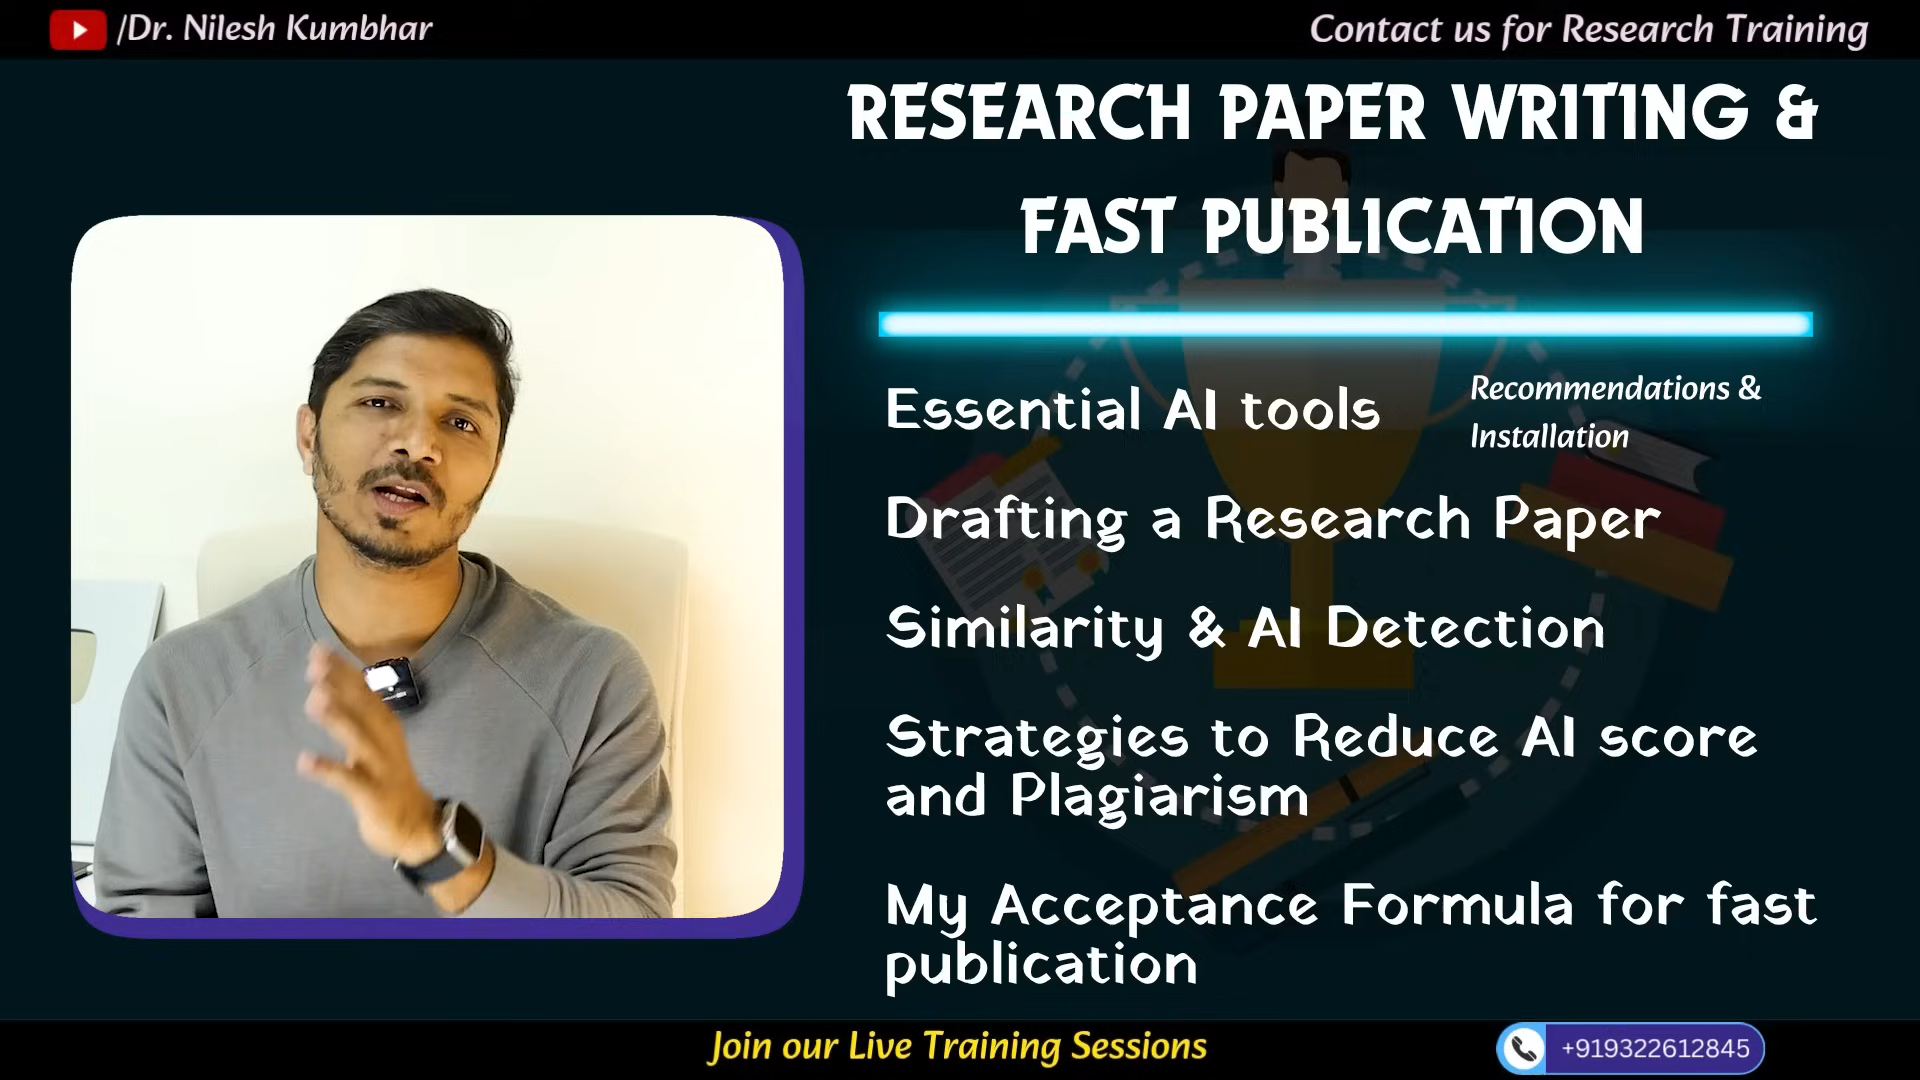 /Dr. Nilesh Kumbhar
Contact us for Research Training
RESEARCH PAPER WRITING &
FAST PUBLICATION
Essential AI tools
Recommendations &
Installation
Drafting a Research Paper
Similarity & AI Detection
Strategies to Reduce AI score
and Plagiarism
My Acceptance Formula for fast
publication
Join our Live Training Sessions
+919322612845